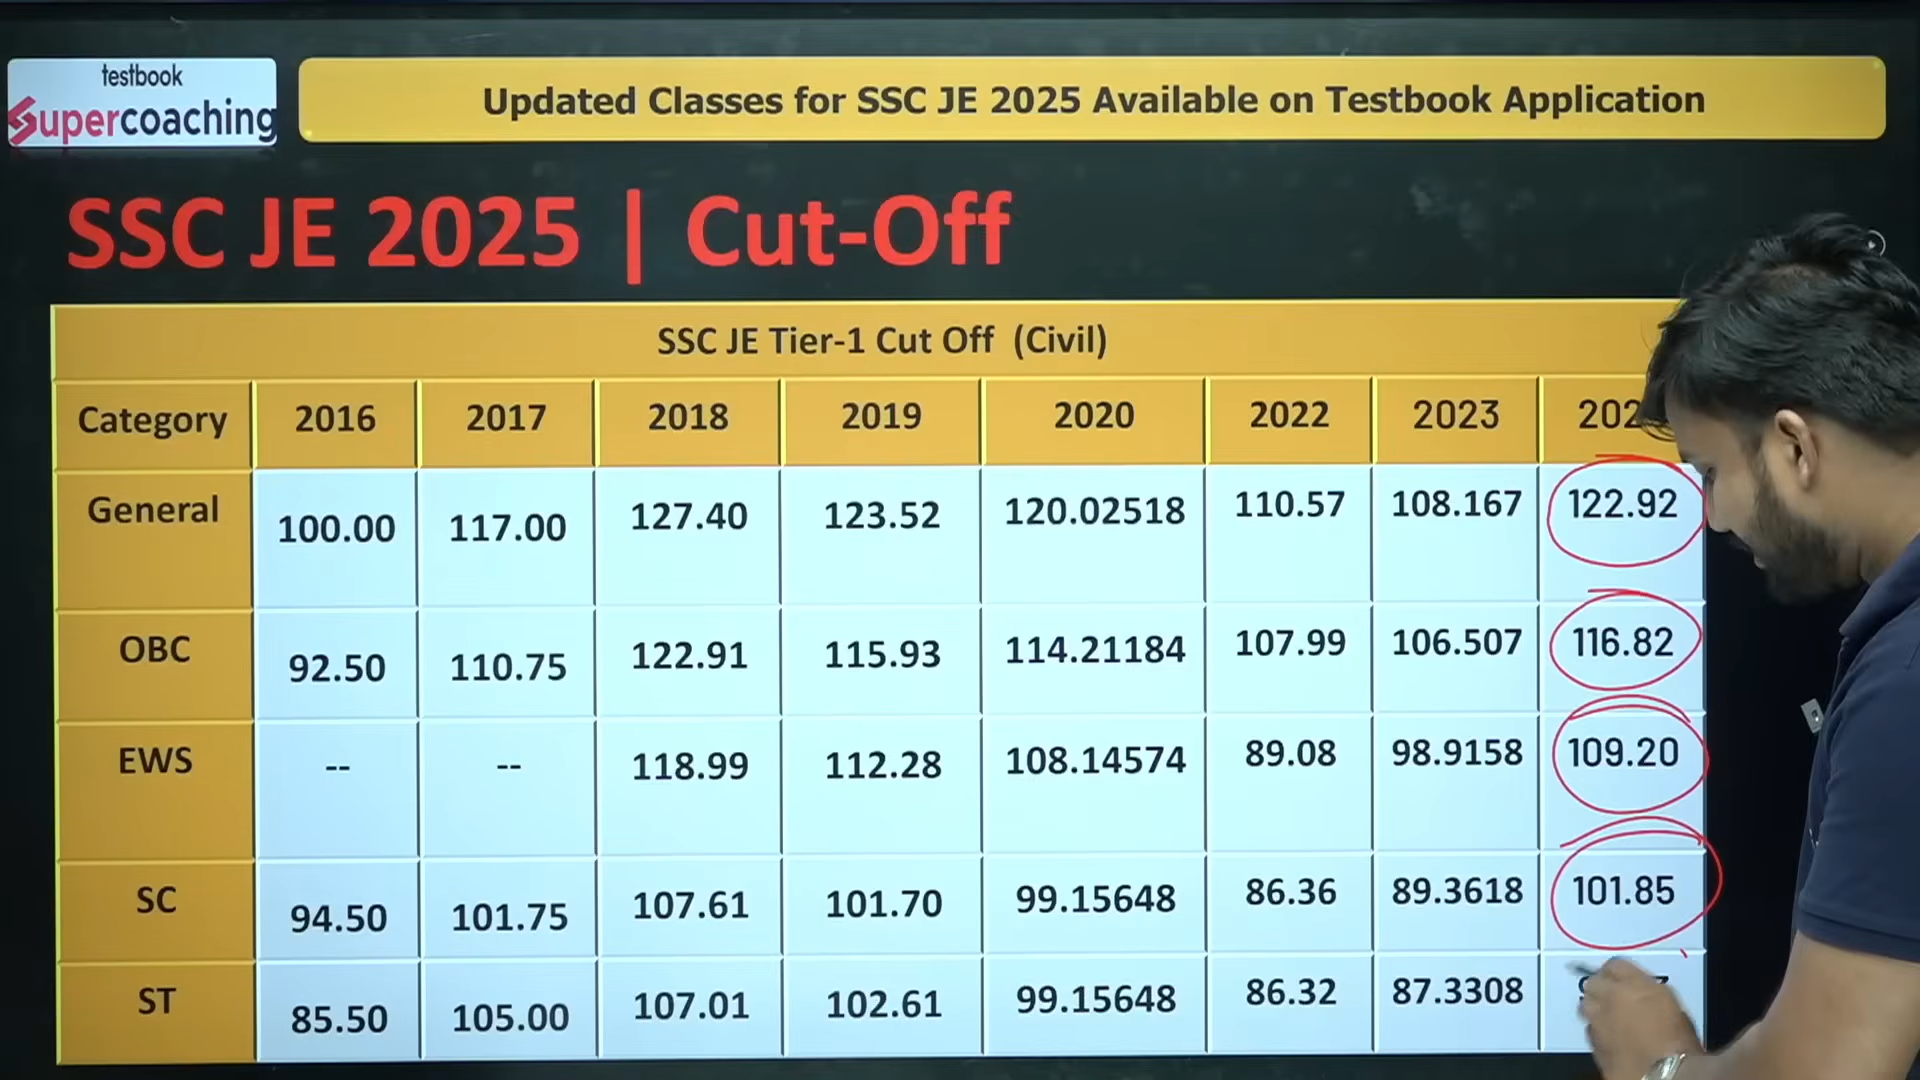 testbook
Supercoaching
Updated Classes for SSC JE 2025 Available on Testbook Application
SSC JE 2025 | Cut-Off
SSC JE Tier-1 Cut Off (Civil)
Category 2016 2017 2018 2019 2020 2022 2023
General 100.00 117.00 127.40 123.52 120.02518 110.57 108.167 122.92
OBC 92.50 110.75 122.91 115.93 114.21184 107.99 106.507 116.82
EWS -- -- 118.99 112.28 108.14574 89.08 98.9158 109.20
SC 94.50 101.75 107.61 101.70 99.15648 86.36 89.3618 101.85
ST 85.50 105.00 107.01 102.61 99.15648 86.32 87.3308